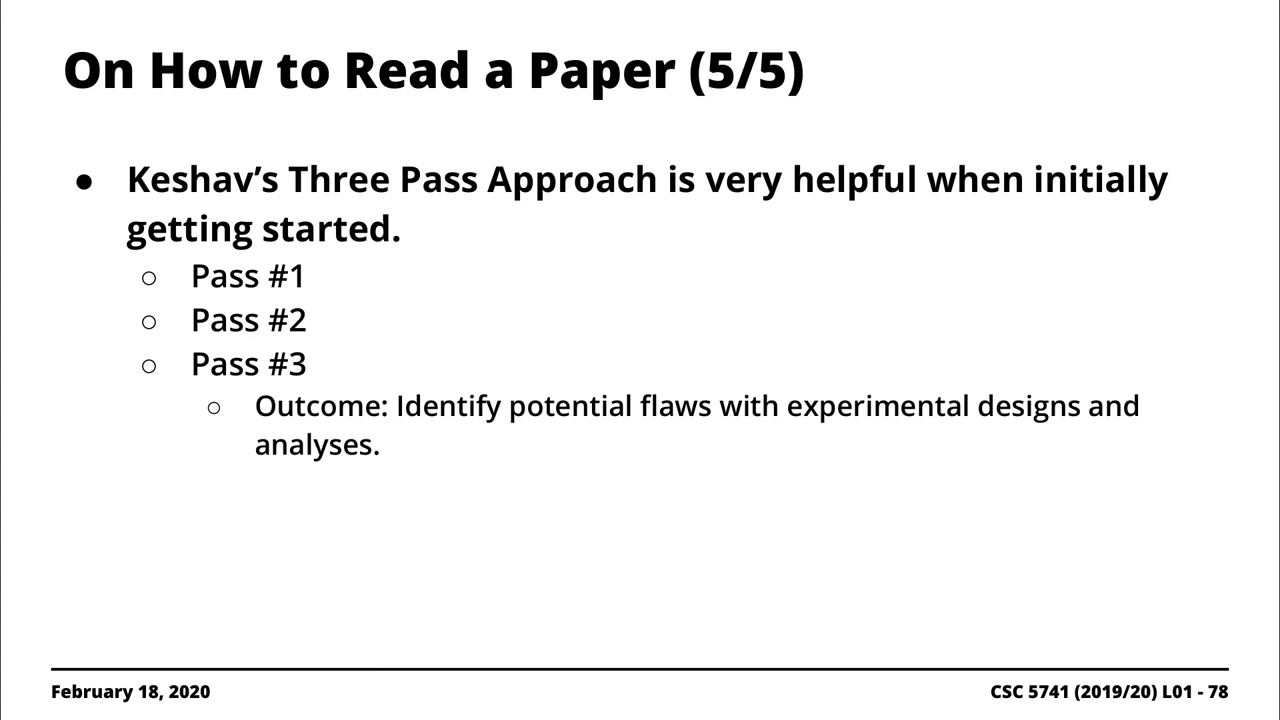 On How to Read a Paper (5/5)
● Keshav’s Three Pass Approach is very helpful when initially
getting started.
○ Pass #1
○ Pass #2
○ Pass #3
○ Outcome: Identify potential flaws with experimental designs and
analyses.
February 18, 2020
CSC 5741 (2019/20) L01 - 78